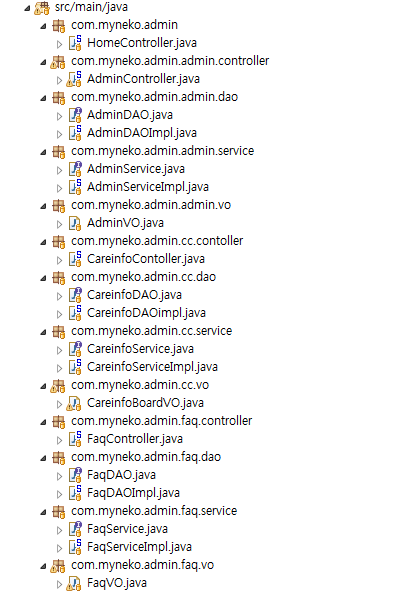 src/main/java
com.myneko.admin
HomeController.java
com.myneko.admin.admin.controller
AdminController.java
com.myneko.admin.admin.dao
AdminDAO.java
AdminDAOImpl.java
com.myneko.admin.admin.service
AdminService.java
AdminServiceImpl.java
com.myneko.admin.admin.vo
AdminVO.java
com.myneko.admin.cc.contoller
CareinfoContoller.java
com.myneko.admin.cc.dao
CareinfoDAO.java
CareinfoDAOimpl.java
com.myneko.admin.cc.service
CareinfoService.java
CareinfoServiceImpl.java
com.myneko.admin.cc.vo
CareinfoBoardVO.java
com.myneko.admin.faq.controller
FaqController.java
com.myneko.admin.faq.dao
FaqDAO.java
FaqDAOImpl.java
com.myneko.admin.faq.service
FaqService.java
FaqServiceImpl.java
com.myneko.admin.faq.vo
FaqVO.java